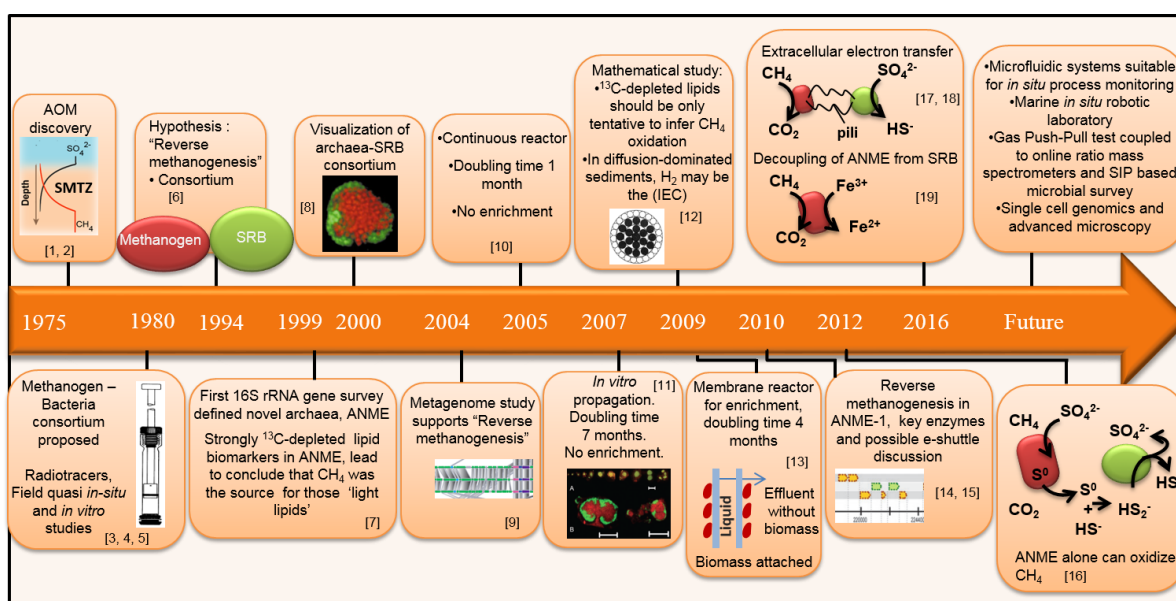 AOM
discovery
SO₄²⁻
Depth
SMTZ
CH₄
[1, 2]
Hypothesis :
“Reverse
methanogenesis”
• Consortium
[6]
Methanogen
SRB
Visualization of
archaea-SRB
consortium
[8]
•Continuous reactor
•Doubling time 1
month
•No enrichment
[10]
Mathematical study:
•¹³C-depleted lipids
should be only
tentative to infer CH₄
oxidation
•In diffusion-dominated
sediments, H₂ may be
the (IEC)
[12]
Extracellular electron transfer
CH₄
SO₄²⁻
[17, 18]
CO₂
pili
HS⁻
Decoupling of ANME from SRB
CH₄
Fe³⁺
[19]
CO₂
Fe²⁺
•Microfluidic systems suitable
for in situ process monitoring
•Marine in situ robotic
laboratory
•Gas Push-Pull test coupled
to online ratio mass
spectrometers and SIP based
microbial survey
•Single cell genomics and
advanced microscopy
1975
1980
1994
1999
2000
2004
2005
2007
2009
2010
2012
2016
Future
Methanogen –
Bacteria
consortium
proposed
Radiotracers,
Field quasi in-situ
and in vitro
studies
[3, 4, 5]
First 16S rRNA gene survey
defined novel archaea, ANME
Strongly ¹³C-depleted lipid
biomarkers in ANME, lead
to conclude that CH₄ was
the source for those ‘light
lipids’
[7]
Metagenome study
supports “Reverse
methanogenesis”
[9]
In vitro [11]
propagation.
Doubling time
7 months.
No enrichment.
A
B
Membrane reactor
for enrichment,
doubling time 4
months
[13]
Liquid
Effluent
without
biomass
Biomass attached
Reverse
methanogenesis in
ANME-1, key enzymes
and possible e-shuttle
discussion
[14, 15]
220000
CH₄
SO₄²⁻
S⁰
CO₂
S⁰
+
HS⁻
HS₂⁻
SO₄²⁻
HS
ANME alone can oxidize
CH₄ [16]